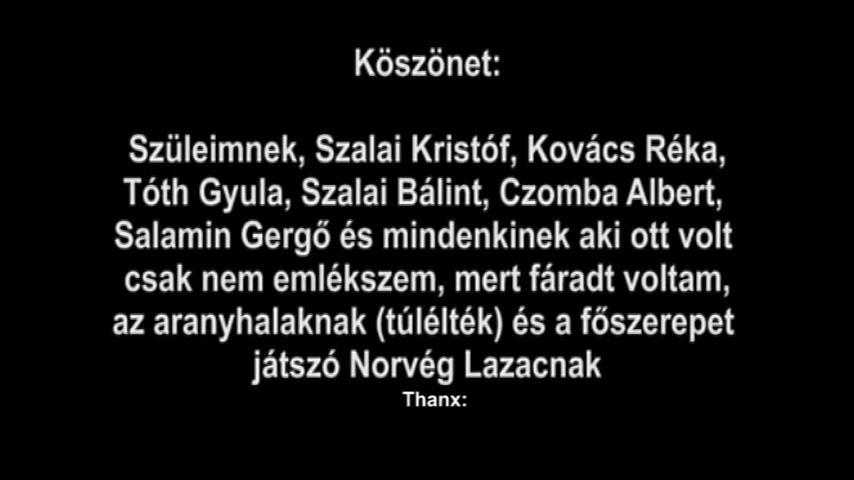 Köszönet:
Szüleimnek, Szalai Kristóf, Kovács Réka,
Tóth Gyula, Szalai Bálint, Czomba Albert,
Salamin Gergő és mindenkinek aki ott volt
csak nem emlékszem, mert fáradt voltam,
az aranyhalaknak (túlélték) és a főszerepet
játszó Norvég Lazacnak
Thanx: